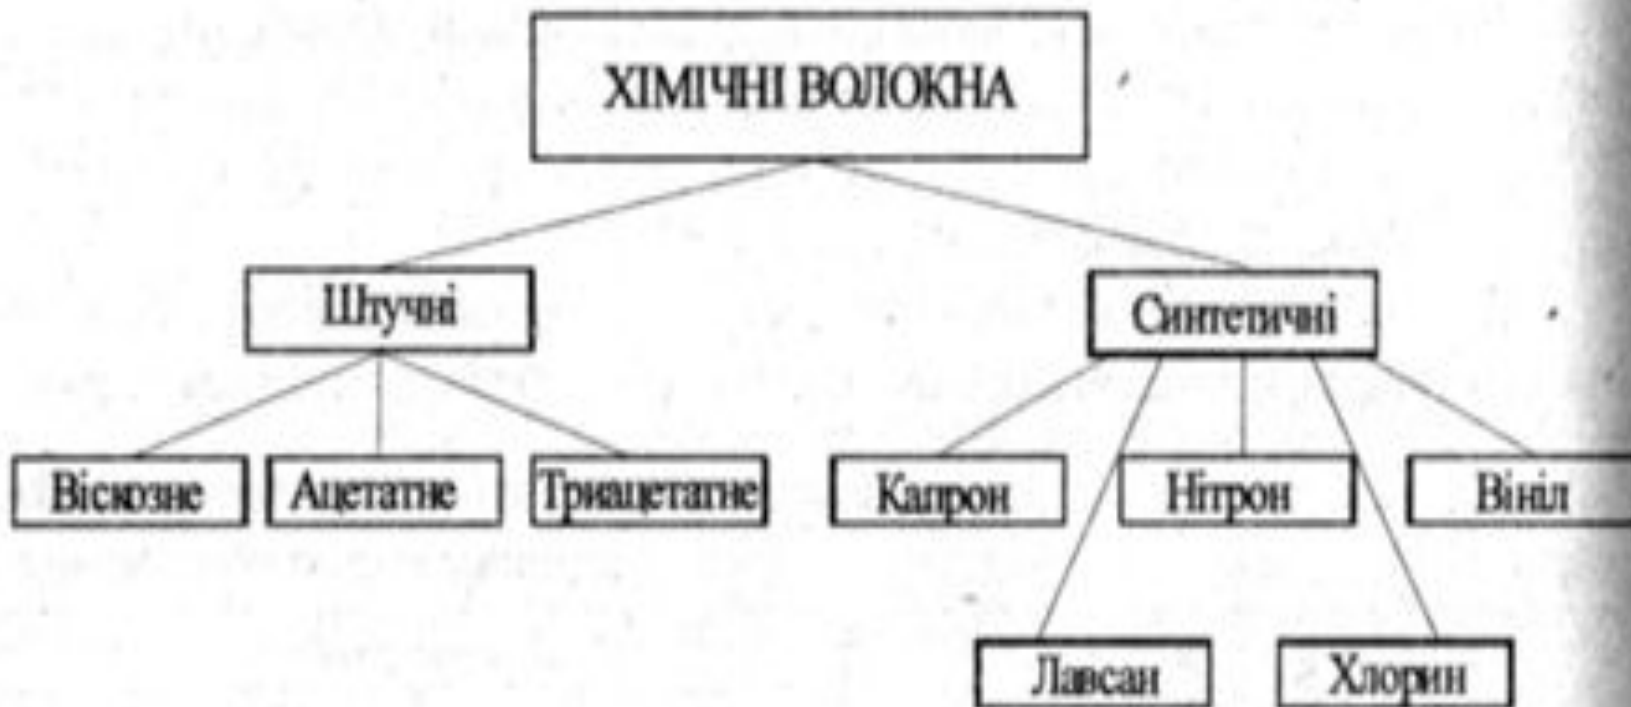 ХІМІЧНІ ВОЛОКНА
Штучні
Синтетичні
Віскозне
Ацетатне
Триацетатне
Капрон
Нітрон
Вініл
Лавсан
Хлорин